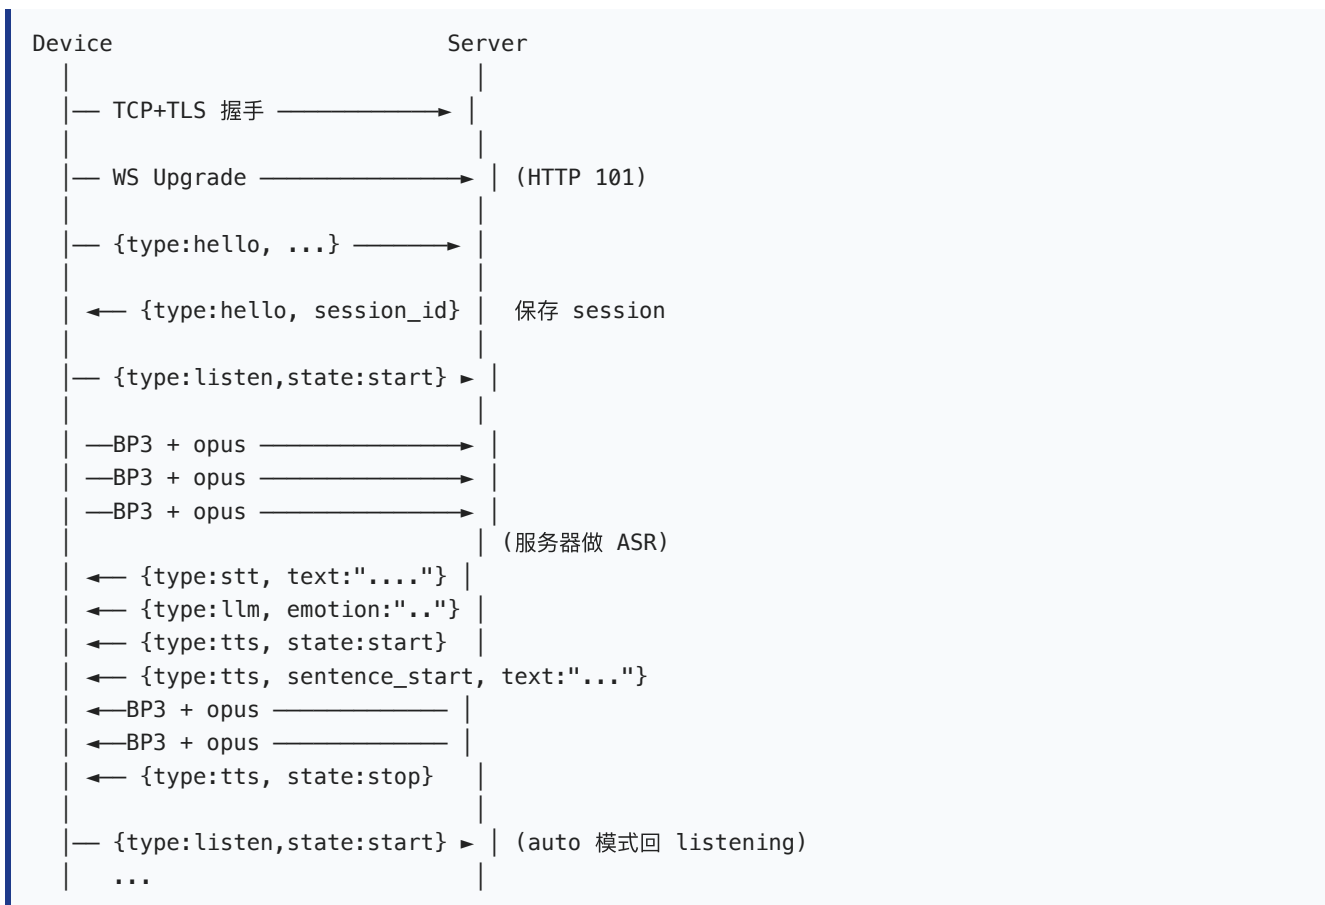 Device                         Server
  │                              │
  │── TCP+TLS 握手 ────────────► │
  │                              │
  │── WS Upgrade ───────────────► │ (HTTP 101)
  │                              │
  │── {type:hello, ...} ───────► │
  │                              │
  │ ◄── {type:hello, session_id} │  保存 session
  │                              │
  │── {type:listen,state:start} ► │
  │                              │
  │ ──BP3 + opus ───────────────► │
  │ ──BP3 + opus ───────────────► │
  │ ──BP3 + opus ───────────────► │
  │                              │ (服务器做 ASR)
  │ ◄── {type:stt, text:"...."} │
  │ ◄── {type:llm, emotion:".."} │
  │ ◄── {type:tts, state:start}  │
  │ ◄── {type:tts, sentence_start, text:"..."}
  │ ◄──BP3 + opus ───────────── │
  │ ◄──BP3 + opus ───────────── │
  │ ◄── {type:tts, state:stop}   │
  │                              │
  │── {type:listen,state:start} ► │ (auto 模式回 listening)
  │   ...                        │